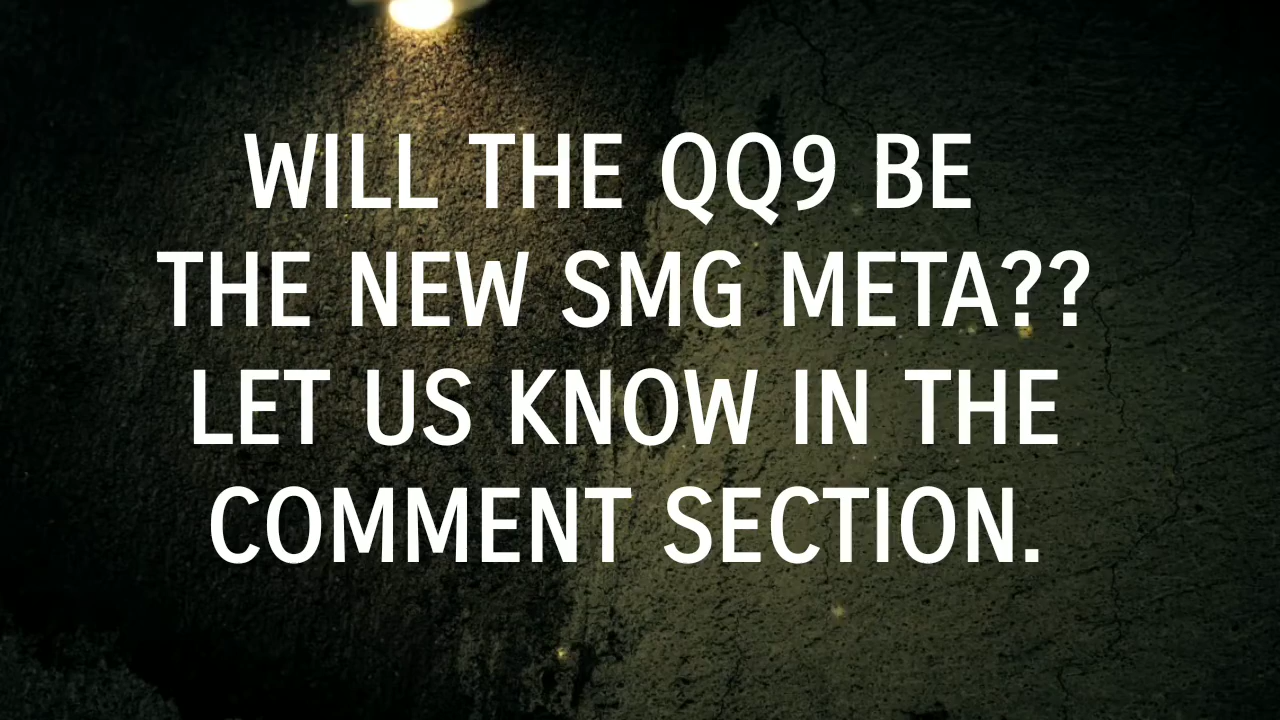 WILL THE QQ9 BE
THE NEW SMG META??
LET US KNOW IN THE
COMMENT SECTION.